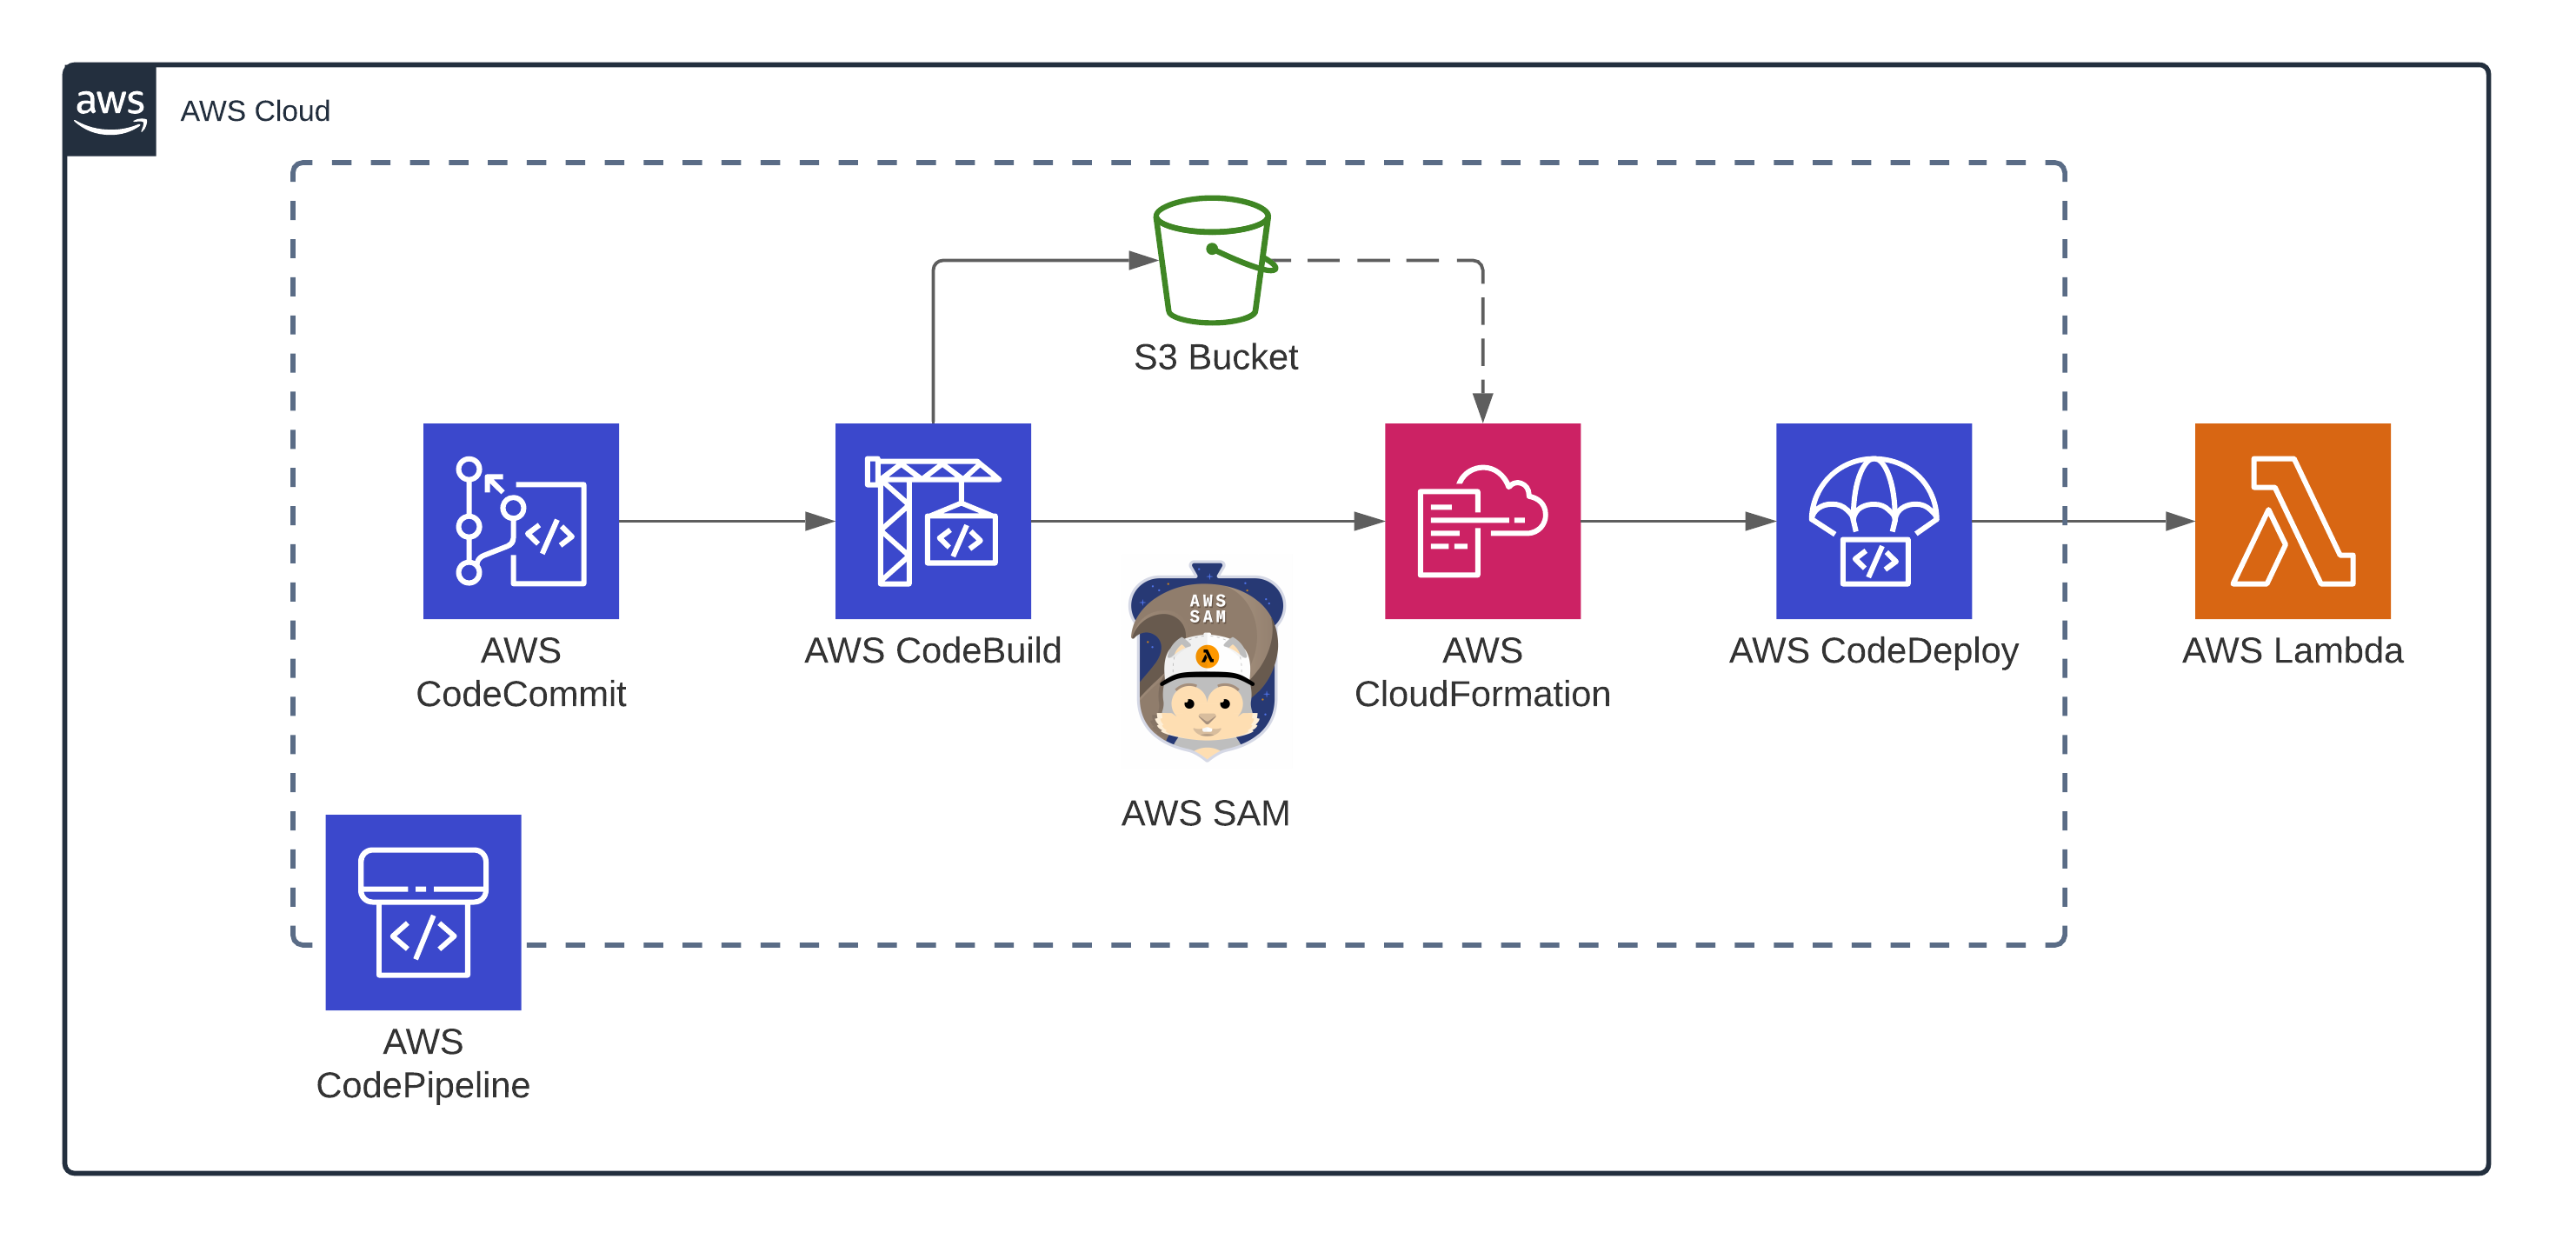 aws
AWS Cloud
S3 Bucket
AWS
CodeCommit
AWS CodeBuild
AWS
SAM
AWS SAM
AWS
CloudFormation
AWS CodeDeploy
AWS Lambda
AWS
CodePipeline